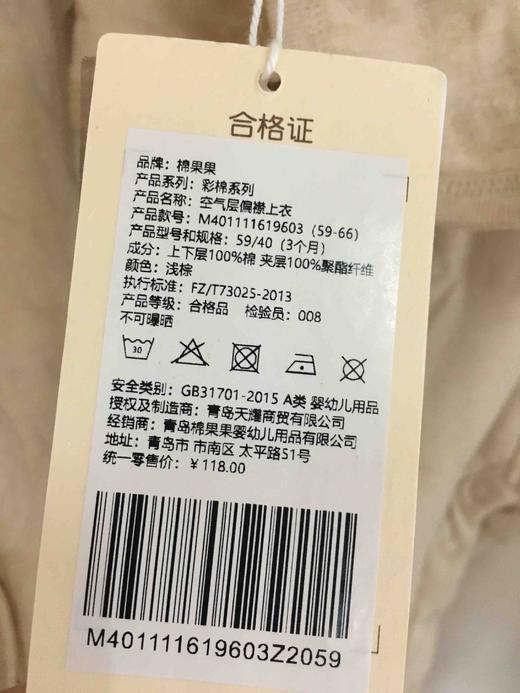 合格证
品牌：棉果果
产品系列：彩棉系列
产品名称：空气层偏襟上衣
产品款号：M401111619603（59-66）
产品型号和规格：59/40（3个月）
成分：上下层100%棉 夹层100%聚酯纤维
颜色：浅棕
执行标准：FZ/T73025-2013
产品等级：合格品 检验员：008
不可曝晒
30
安全类别：GB31701-2015 A类 婴幼儿用品
授权及制造商：青岛天耀商贸有限公司
经销商：青岛棉果果婴幼儿用品有限公司
地址：青岛市 市南区 太平路51号
统一零售价：￥118.00
M401111619603Z2059